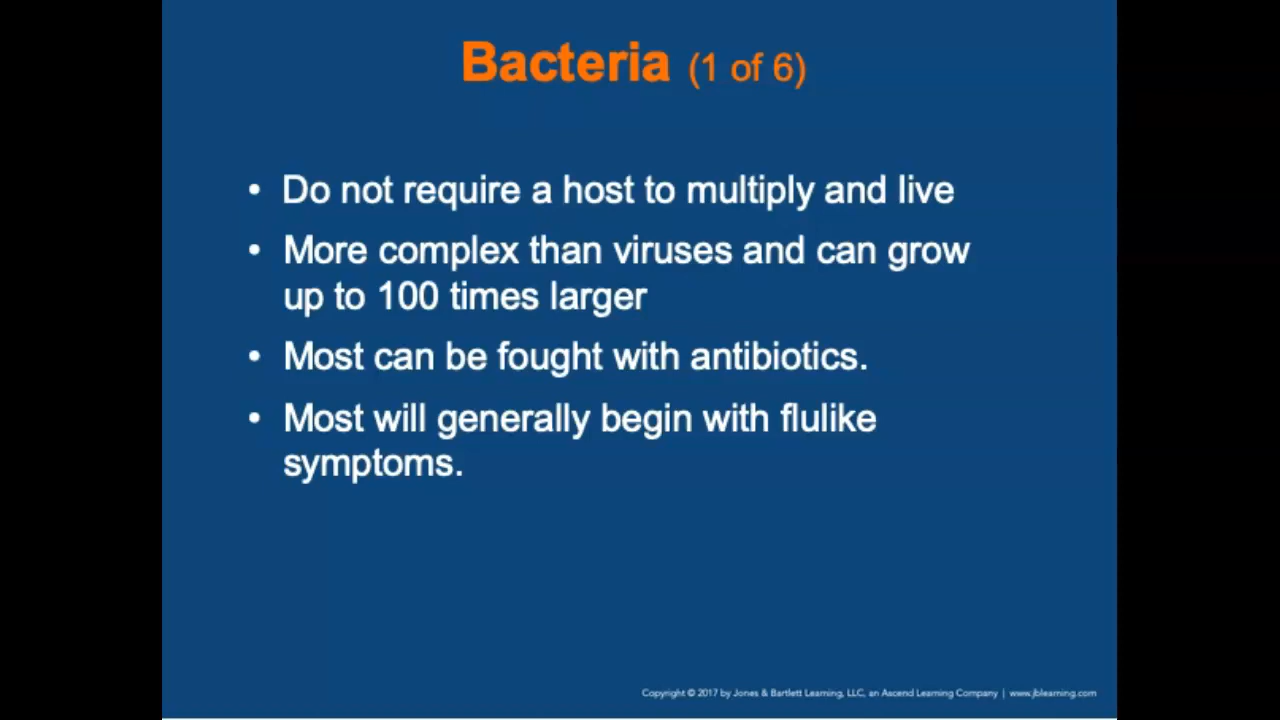 Bacteria (1 of 6)
• Do not require a host to multiply and live
• More complex than viruses and can grow
up to 100 times larger
• Most can be fought with antibiotics.
• Most will generally begin with flulike
symptoms.
Copyright © 2017 by Jones & Bartlett Learning, LLC, an Ascend Learning Company | www.jblearning.com